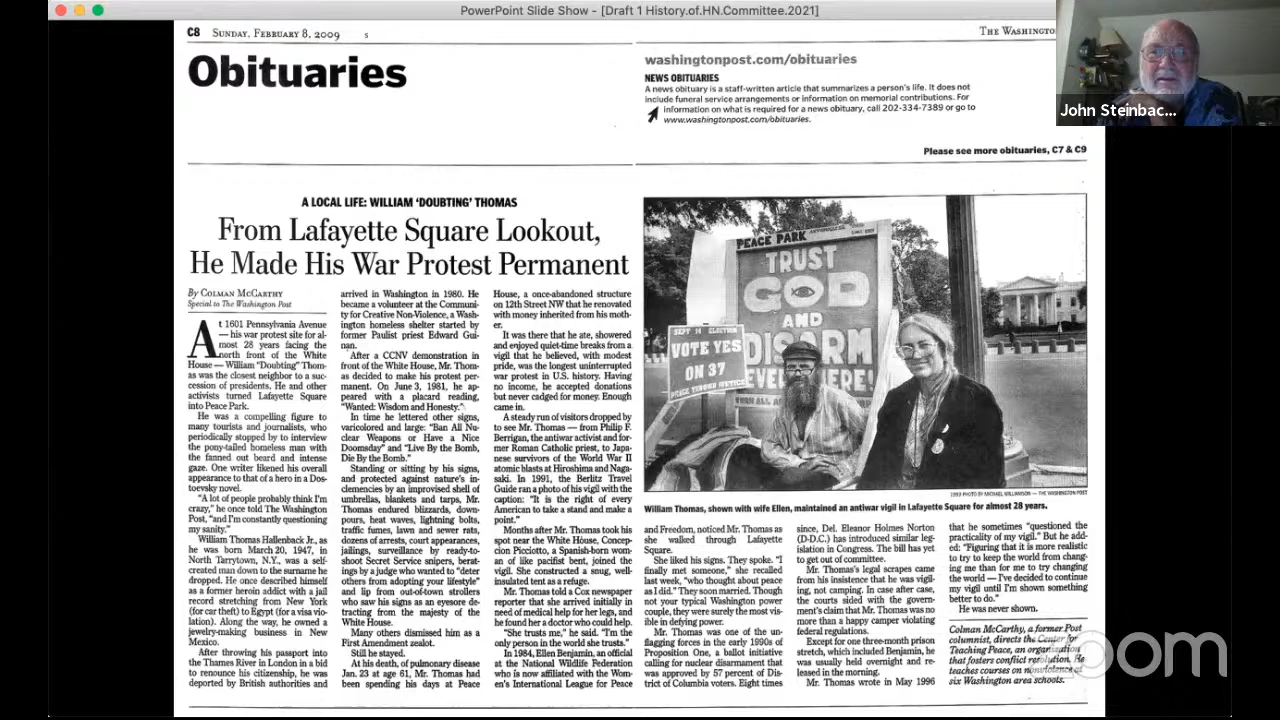 PowerPoint Slide Show - [Draft 1 History.of.HN.Committee.2021]
C8 SUNDAY, FEBRUARY 8, 2009 S
THE WASHINGTO
Obituaries
washingtonpost.com/obituaries
NEWS OBITUARIES
A news obituary is a staff-written article that summarizes a person's life. It does not
include funeral service arrangements or information on memorial contributions. For
information on what is required for a news obituary, call 202-334-7389 or go to
www.washingtonpost.com/obituaries.
Please see more obituaries, C7 & C9
John Steinbac...
A LOCAL LIFE: WILLIAM 'DOUBTING' THOMAS
From Lafayette Square Lookout,
He Made His War Protest Permanent
By COLMAN MCCARTHY
Special to The Washington Post
At 1601 Pennsylvania Avenue
— his war protest site for al-
most 28 years facing the
north front of the White
House — William "Doubting" Thom-
as was the closest neighbor to a suc-
cession of presidents. He and other
activists turned Lafayette Square
into Peace Park.
He was a compelling figure to
many tourists and journalists, who
periodically stopped by to interview
the pony-tailed homeless man with
the fanned out beard and intense
gaze. One writer likened his overall
appearance to that of a hero in a Dos-
toevsky novel.
"A lot of people probably think I'm
crazy," he once told The Washington
Post, "and I'm constantly questioning
my sanity."
William Thomas Hallenback Jr., as
he was born March 20, 1947, in
North Tarrytown, N.Y., was a self-
created man down to the surname he
dropped. He once described himself
as a former heroin addict with a jail
record stretching from New York
(for car theft) to Egypt (for a visa vio-
lation). Along the way, he owned a
jewelry-making business in New
Mexico.
After throwing his passport into
the Thames River in London in a bid
to renounce his citizenship, he was
deported by British authorities and
arrived in Washington in 1980. He
became a volunteer at the Communi-
ty for Creative Non-Violence, a Wash-
ington homeless shelter started by
former Paulist priest Edward Gui-
nan.
After a CCNV demonstration in
front of the White House, Mr. Thom-
as decided to make his protest per-
manent. On June 3, 1981, he ap-
peared with a placard reading,
"Wanted: Wisdom and Honesty."
In time he lettered other signs,
varicolored and large: "Ban All Nu-
clear Weapons or Have a Nice
Doomsday" and "Live By the Bomb,
Die By the Bomb."
Standing or sitting by his signs,
and protected against nature's in-
clemencies by an improvised shell of
umbrellas, blankets and tarps, Mr.
Thomas endured blizzards, down-
pours, heat waves, lightning bolts,
traffic fumes, lawn and sewer rats,
dozens of arrests, court appearances,
jailings, surveillance by ready-to-
shoot Secret Service snipers, berat-
ings by a judge who wanted to "deter
others from adopting your lifestyle"
and lip from out-of-town strollers
who saw his signs as an eyesore de-
tracting from the majesty of the
White House.
Many others dismissed him as a
First Amendment zealot.
Still he stayed.
At his death, of pulmonary disease
Jan. 23 at age 61, Mr. Thomas had
been spending his days at Peace
House, a once-abandoned structure
on 12th Street NW that he renovated
with money inherited from his moth-
er.
It was there that he ate, showered
and enjoyed quiet-time breaks from a
vigil that he believed, with modest
pride, was the longest uninterrupted
war protest in U.S. history. Having
no income, he accepted donations
but never cadged for money. Enough
came in.
A steady run of visitors dropped by
to see Mr. Thomas — from Philip F.
Berrigan, the antiwar activist and for-
mer Roman Catholic priest, to Japa-
nese survivors of the World War II
atomic blasts at Hiroshima and Naga-
saki. In 1991, the Berlitz Travel
Guide ran a photo of his vigil with the
caption: "It is the right of every
American to take a stand and make a
point."
Months after Mr. Thomas took his
spot near the White House, Concep-
cion Picciotto, a Spanish-born wom-
an of like pacifist bent, joined the
vigil. She constructed a snug, well-
insulated tent as a refuge.
Mr. Thomas told a Cox newspaper
reporter that she arrived initially in
need of medical help for her legs, and
he found her a doctor who could help.
"She trusts me," he said. "I'm the
only person in the world she trusts."
In 1984, Ellen Benjamin, an official
at the National Wildlife Federation
who is now affiliated with the Wom-
en's International League for Peace
PEACE PARK
TRUST
GOD
AND
DISARM
EVERYWHERE!
SEPT 14 ELECTION
VOTE YES
ON 37
1993 PHOTO BY MICHAEL WILLIAMSON — THE WASHINGTON POST
William Thomas, shown with wife Ellen, maintained an antiwar vigil in Lafayette Square for almost 28 years.
and Freedom, noticed Mr. Thomas as
she walked through Lafayette
Square.
She liked his signs. They spoke. "I
finally met someone," she recalled
last week, "who thought about peace
as I did." They soon married. Though
not your typical Washington power
couple, they were surely the most vis-
ible in defying power.
Mr. Thomas was one of the un-
flagging forces in the early 1990s of
Proposition One, a ballot initiative
calling for nuclear disarmament that
was approved by 57 percent of Dis-
trict of Columbia voters. Eight times
since, Del. Eleanor Holmes Norton
(D-D.C.) has introduced similar leg-
islation in Congress. The bill has yet
to get out of committee.
Mr. Thomas's legal scrapes came
from his insistence that he was vigil-
ing, not camping. In case after case,
the courts sided with the govern-
ment's claim that Mr. Thomas was no
more than a happy camper violating
federal regulations.
Except for one three-month prison
stretch, which included Benjamin, he
was usually held overnight and re-
leased in the morning.
Mr. Thomas wrote in May 1996
that he sometimes "questioned the
practicality of my vigil." But he add-
ed: "Figuring that it is more realistic
to try to keep the world from chang-
ing me than for me to try changing
the world — I've decided to continue
my vigil until I'm shown something
better to do."
He was never shown.
Colman McCarthy, a former Post
columnist, directs the Center for
Teaching Peace, an organization
that fosters conflict resolution. He
teaches courses on nonviolence at
six Washington area schools.
zoom